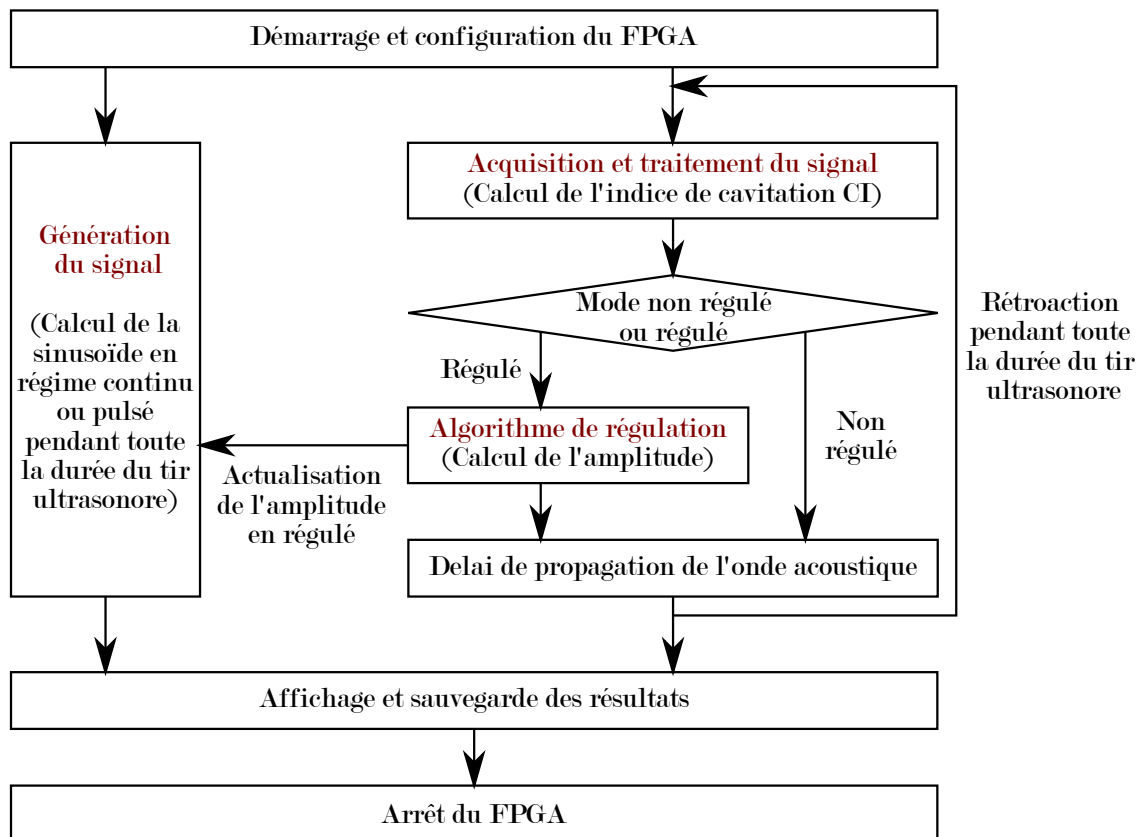 Démarrage et configuration du FPGA
Acquisition et traitement du signal
(Calcul de l'indice de cavitation CI)
Génération
du signal
(Calcul de la
sinusoïde en
régime continu
ou pulsé
pendant toute
la durée du tir
ultrasonore)
Mode non régulé
ou régulé
Rétroaction
pendant toute
la durée du tir
ultrasonore
Régulé
Non
régulé
Algorithme de régulation
(Calcul de l'amplitude)
Actualisation
de l'amplitude
en régulé
Delai de propagation de l'onde acoustique
Affichage et sauvegarde des résultats
Arrêt du FPGA